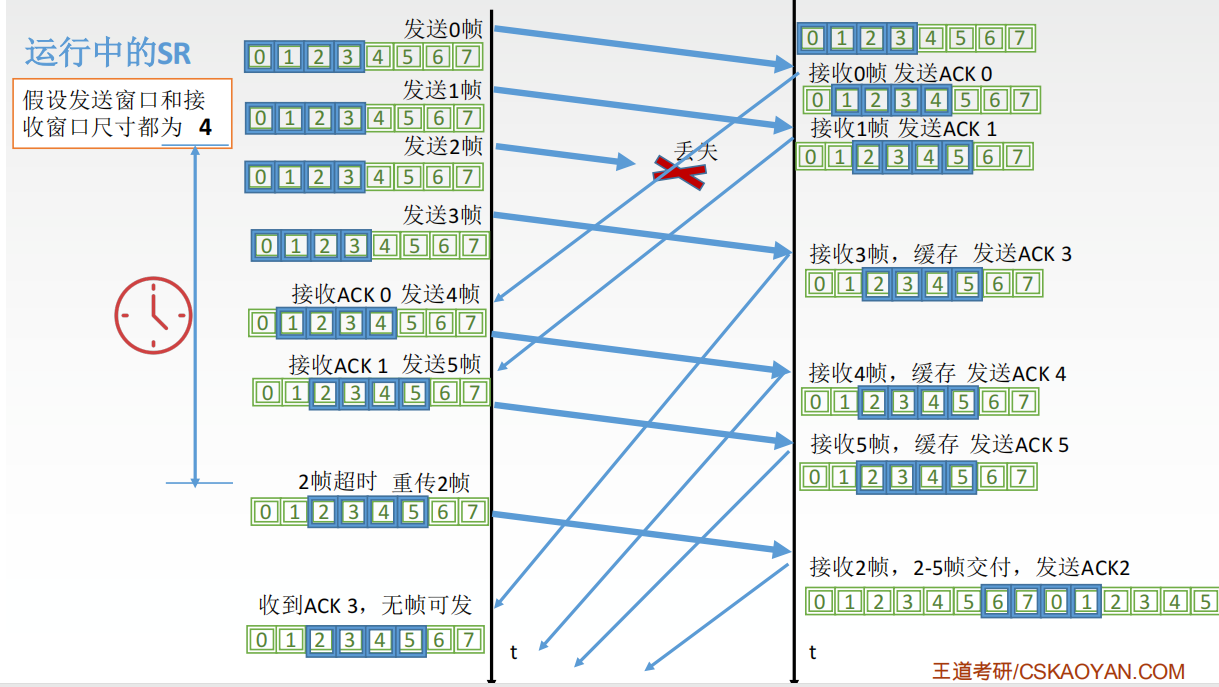 运行中的SR
假设发送窗口和接
收窗口尺寸都为 4
发送0帧
0 1 2 3 4 5 6 7
发送1帧
0 1 2 3 4 5 6 7
发送2帧
0 1 2 3 4 5 6 7
发送3帧
0 1 2 3 4 5 6 7
接收ACK 0 发送4帧
0 1 2 3 4 5 6 7
接收ACK 1 发送5帧
0 1 2 3 4 5 6 7
2帧超时 重传2帧
0 1 2 3 4 5 6 7
收到ACK 3，无帧可发
0 1 2 3 4 5 6 7
丢失
t
0 1 2 3 4 5 6 7
接收0帧 发送ACK 0
0 1 2 3 4 5 6 7
接收1帧 发送ACK 1
0 1 2 3 4 5 6 7
接收3帧，缓存 发送ACK 3
0 1 2 3 4 5 6 7
接收4帧，缓存 发送ACK 4
0 1 2 3 4 5 6 7
接收5帧，缓存 发送ACK 5
0 1 2 3 4 5 6 7
接收2帧，2-5帧交付，发送ACK2
0 1 2 3 4 5 6 7 0 1 2 3 4 5
t
王道考研/CSKAOYAN.COM